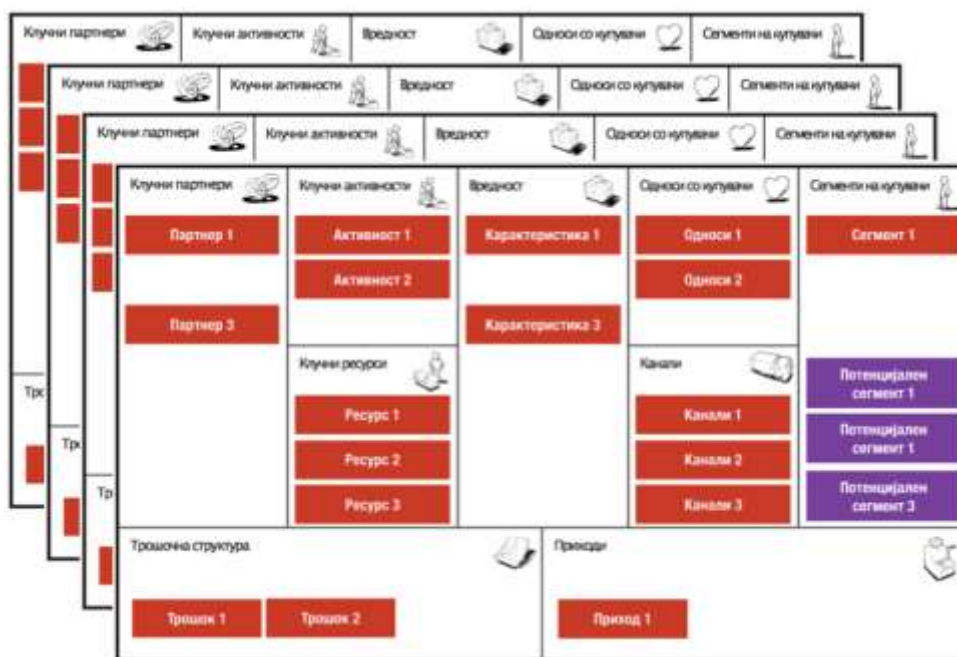 Клучни партнери
Клучни активности
Вредност
Односи со купувачи
Сегменти на купувачи
Клучни партнери
Клучни активности
Вредност
Односи со купувачи
Сегменти на купувачи
Клучни партнери
Клучни активности
Вредност
Односи со купувачи
Сегменти на купувачи
Клучни партнери
Клучни активности
Вредност
Односи со купувачи
Сегменти на купувачи
Партнер 1
Активност 1
Карактеристика 1
Односи 1
Сегмент 1
Активност 2
Односи 2
Партнер 3
Карактеристика 3
Клучни ресурси
Канали
Потенцијален
сегмент 1
Ресурс 1
Канали 1
Потенцијален
сегмент 1
Ресурс 2
Канали 2
Потенцијален
сегмент 3
Ресурс 3
Канали 3
Тро
Тро
Тр
Трошочна структура
Приходи
Трошок 1
Трошок 2
Приход 1